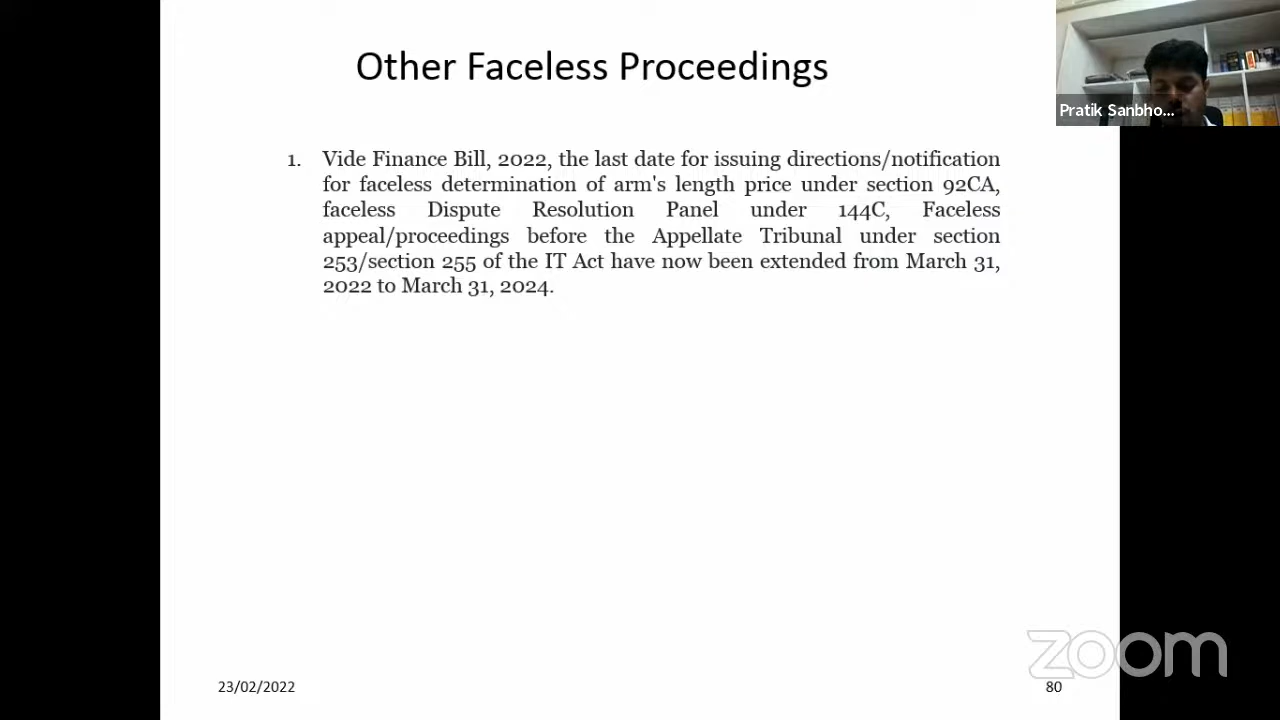 Other Faceless Proceedings
Pratik Sanbho...
1. Vide Finance Bill, 2022, the last date for issuing directions/notification
for faceless determination of arm's length price under section 92CA,
faceless Dispute Resolution Panel under 144C, Faceless
appeal/proceedings before the Appellate Tribunal under section
253/section 255 of the IT Act have now been extended from March 31,
2022 to March 31, 2024.
zoom
23/02/2022
80